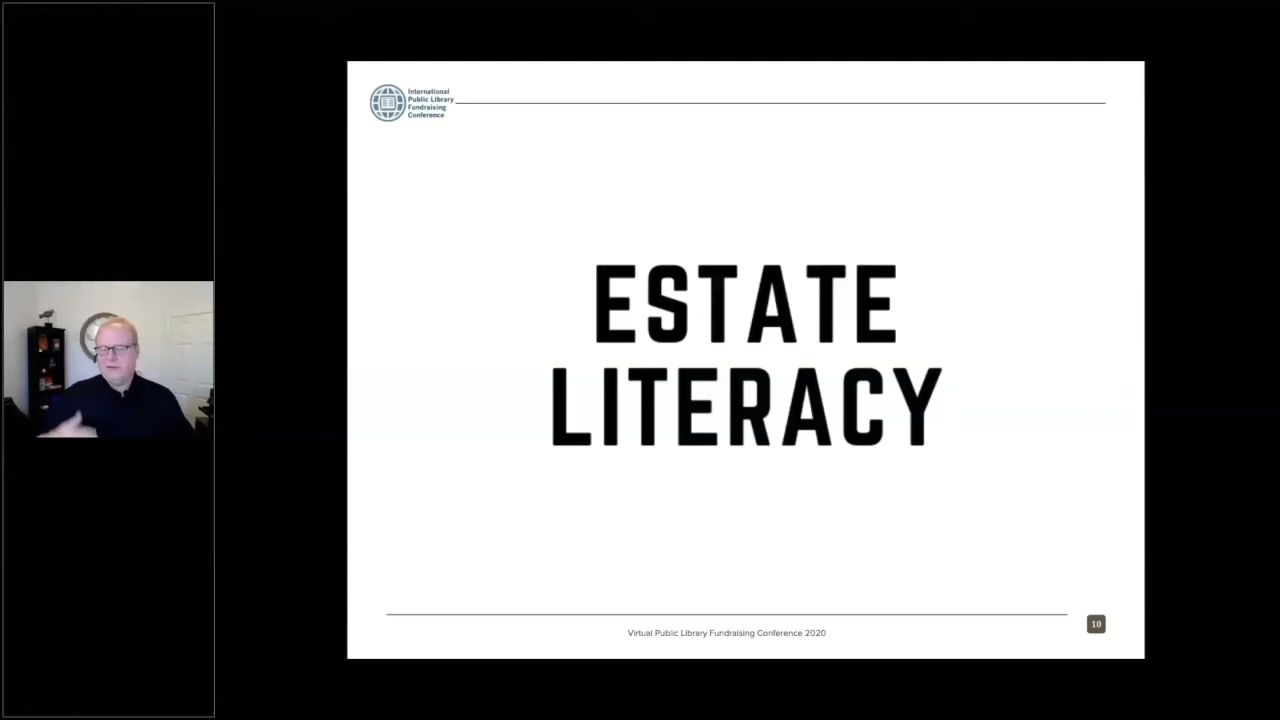 International
Public Library
Fundraising
Conference
ESTATE
LITERACY
Virtual Public Library Fundraising Conference 2020
10